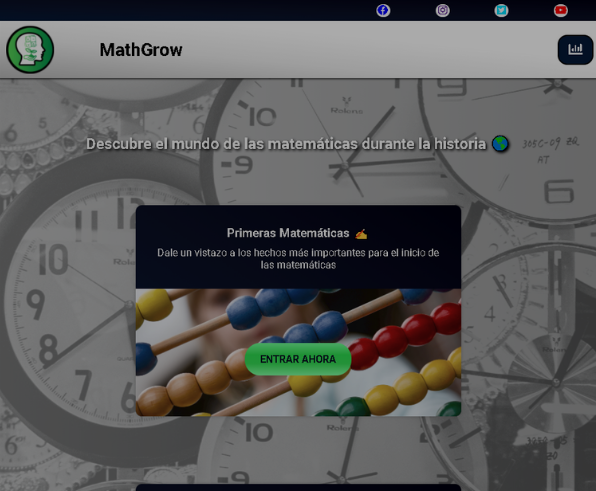 MathGrow
Descubre el mundo de las matemáticas durante la historia 🌎
Primeras Matemáticas ✍️
Dale un vistazo a los hechos más importantes para el inicio de
las matemáticas
ENTRAR AHORA